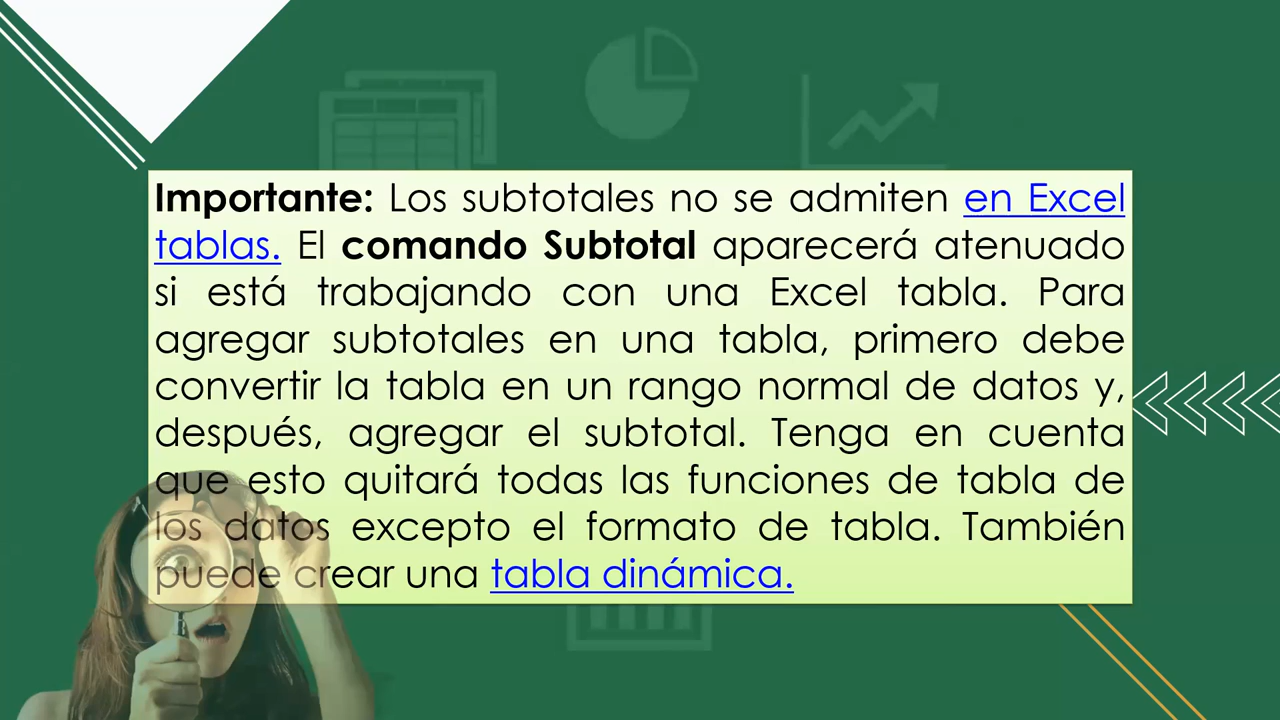 Importante: Los subtotales no se admiten en Excel
tablas. El comando Subtotal aparecerá atenuado
si está trabajando con una Excel tabla. Para
agregar subtotales en una tabla, primero debe
convertir la tabla en un rango normal de datos y,
después, agregar el subtotal. Tenga en cuenta
que esto quitará todas las funciones de tabla de
los datos excepto el formato de tabla. También
puede crear una tabla dinámica.